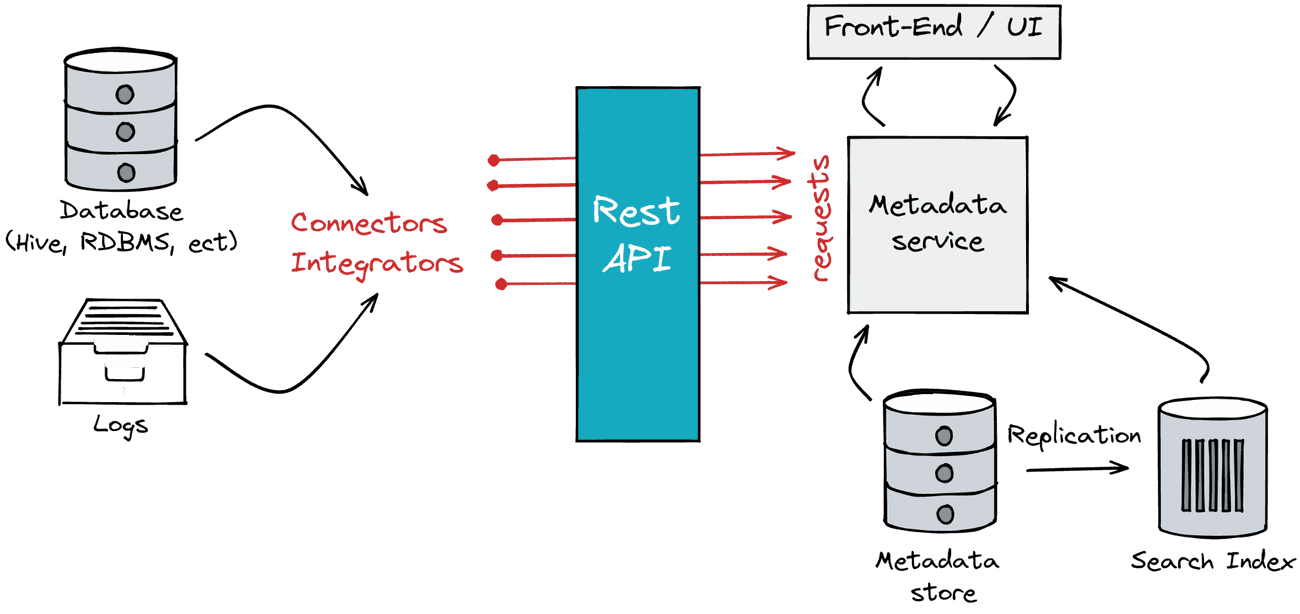 Front-End / UI
Database
(Hive, RDBMS, ect)
Connectors
Integrators
Logs
Rest
API
requests
Metadata
service
Replication
Metadata
store
Search Index